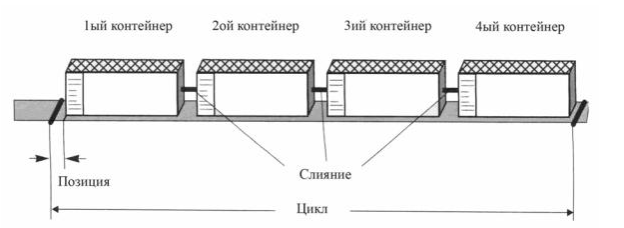 1ый контейнер 2ой контейнер 3ий контейнер 4ый контейнер
Позиция
Слияние
Цикл